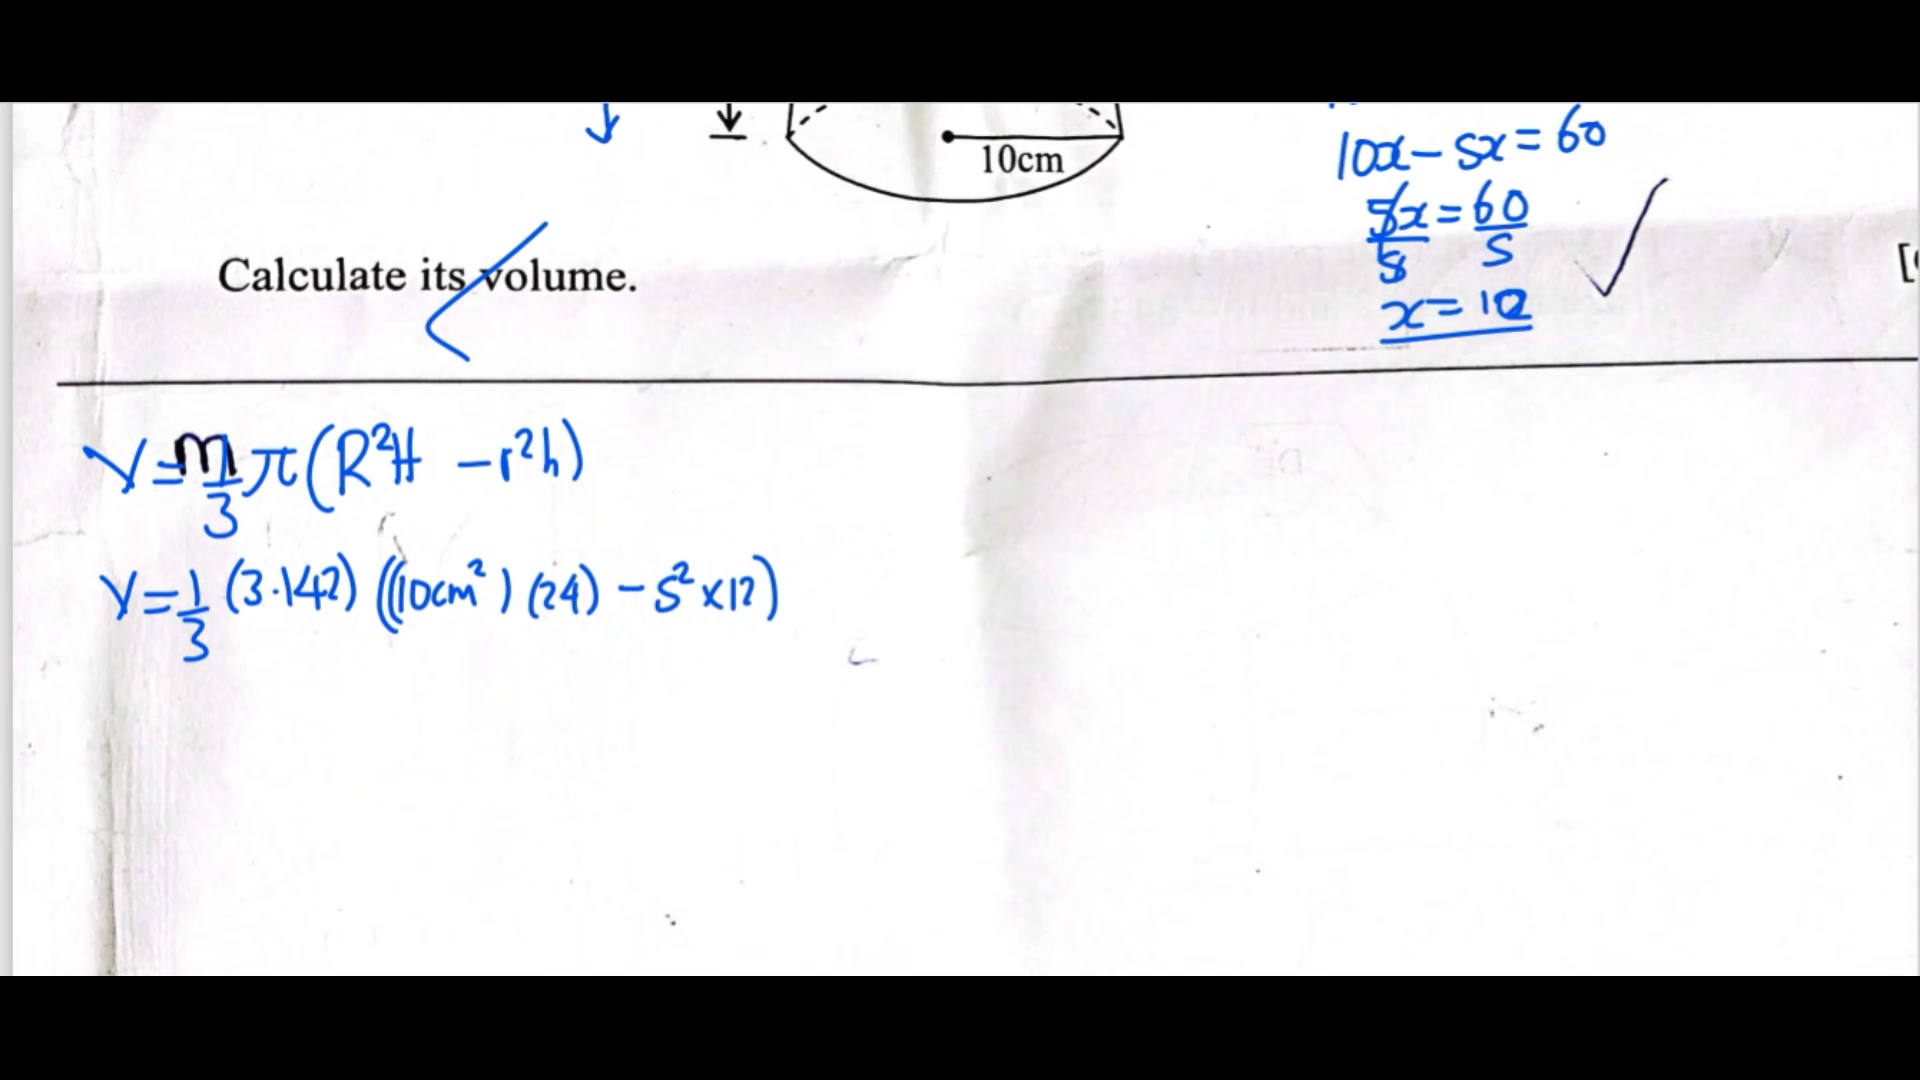 10cm
10x - 5x = 60
5x = 60
5 5
x = 12
Calculate its volume.
V = 1/3 π (R²H - r²h)
M
V = 1/3 (3.142) ((10cm²) (24) - 5² x 12)